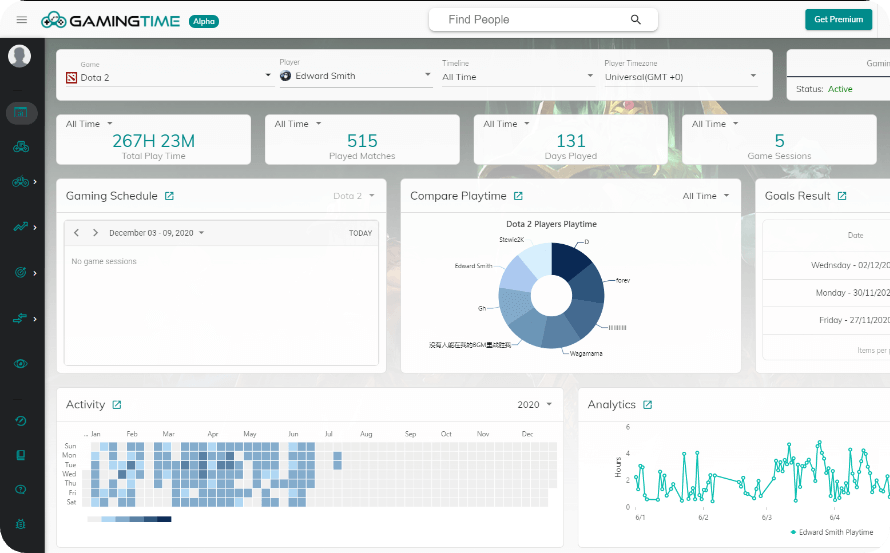 GAMINGTIME Alpha
Find People
Get Premium
Game
Dota 2
Player
Edward Smith
Timeline
All Time
Player Timezone
Universal(GMT +0)
Gamin
Status: Active
All Time
267H 23M
Total Play Time
All Time
515
Played Matches
All Time
131
Days Played
All Time
5
Game Sessions
Gaming Schedule
Dota 2
December 03 - 09, 2020
TODAY
No game sessions
Compare Playtime
All Time
Dota 2 Players Playtime
Stewie2K
D
Edward Smith
forev
Gh
Wagamama
Goals Result
Date
Wednsday - 02/12/20
Monday - 30/11/202
Friday - 27/11/2020
Items per p
Activity
2020
... Jan Feb Mar Apr May Jun Jul Aug Sep Oct Nov Dec
Sun
Mon
Tue
Wed
Thu
Fri
Sat
Analytics
Hours
6
4
2
0
6/1 6/2 6/3 6/4
Edward Smith Playtime